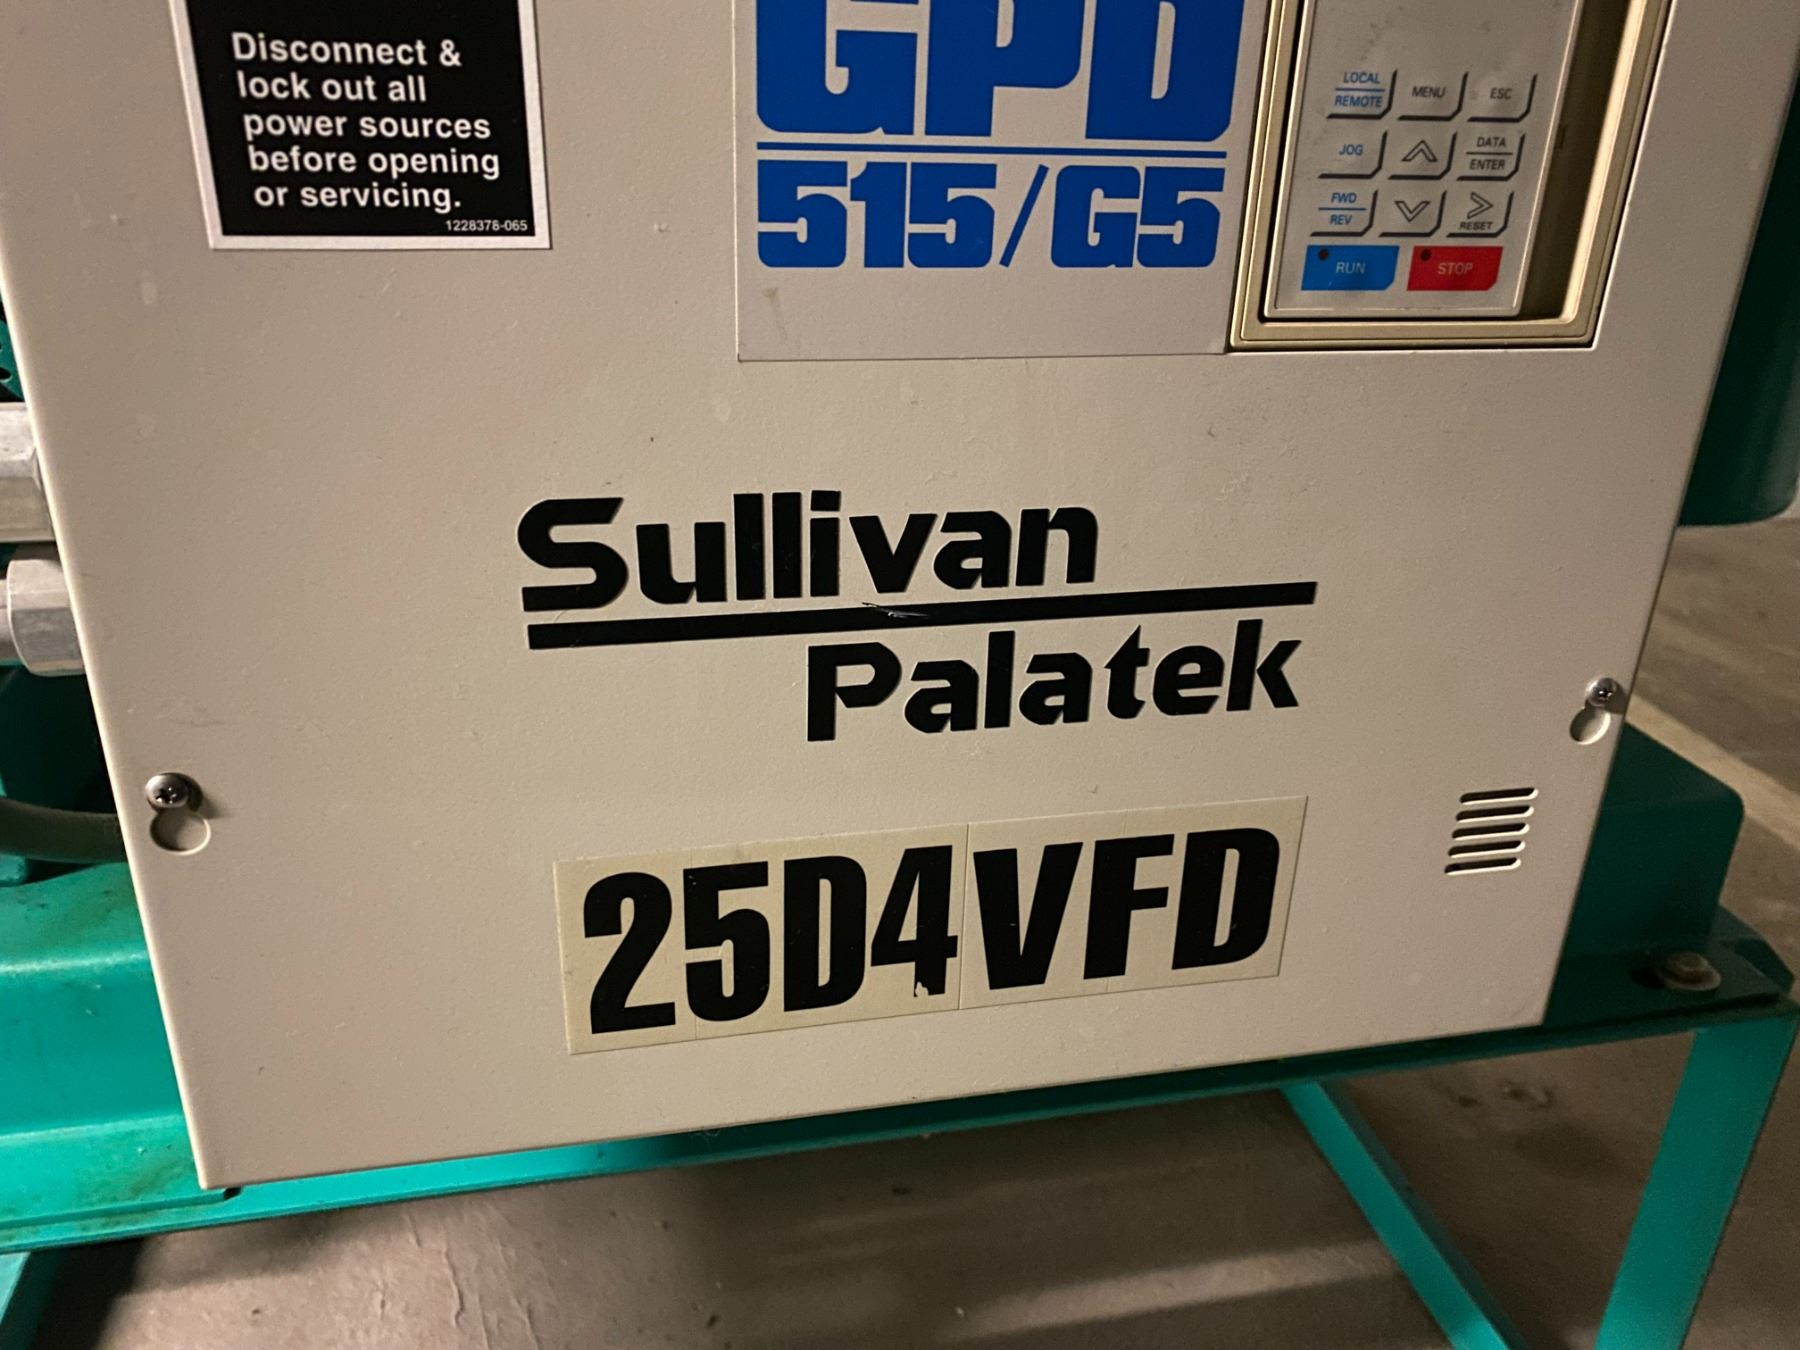 Disconnect &
lock out all
power sources
before opening
or servicing.
1228378-065
GPD
515/G5
LOCAL
REMOTE
MENU
ESC
JOG
DATA
ENTER
FWD
REV
RESET
RUN
STOP
Sullivan
Palatek
25D4VFD